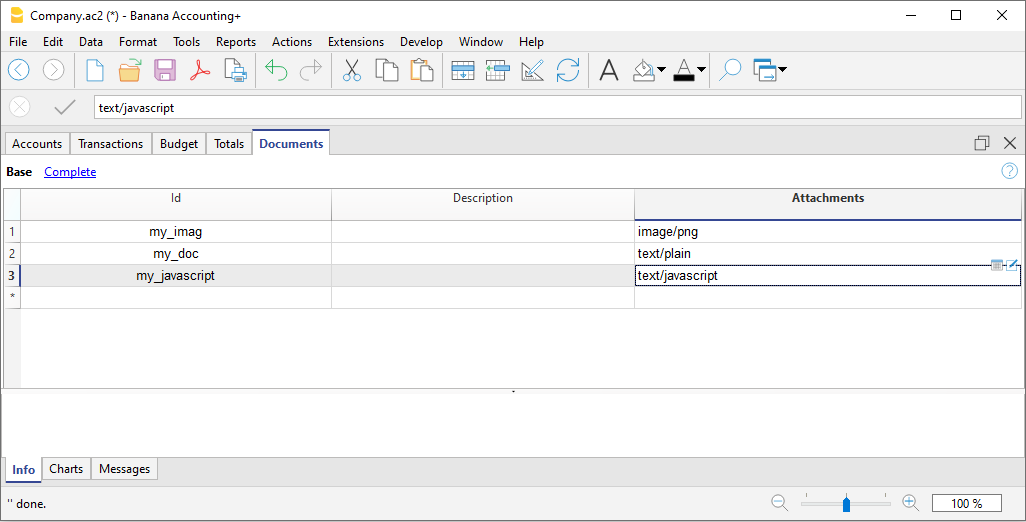 Company.ac2 (*) - Banana Accounting+
File Edit Data Format Tools Reports Actions Extensions Develop Window Help
text/javascript
Accounts Transactions Budget Totals Documents
Base Complete
Id Description Attachments
1 my_imag image/png
2 my_doc text/plain
3 my_javascript text/javascript
*
Info Charts Messages
'' done. 100 %